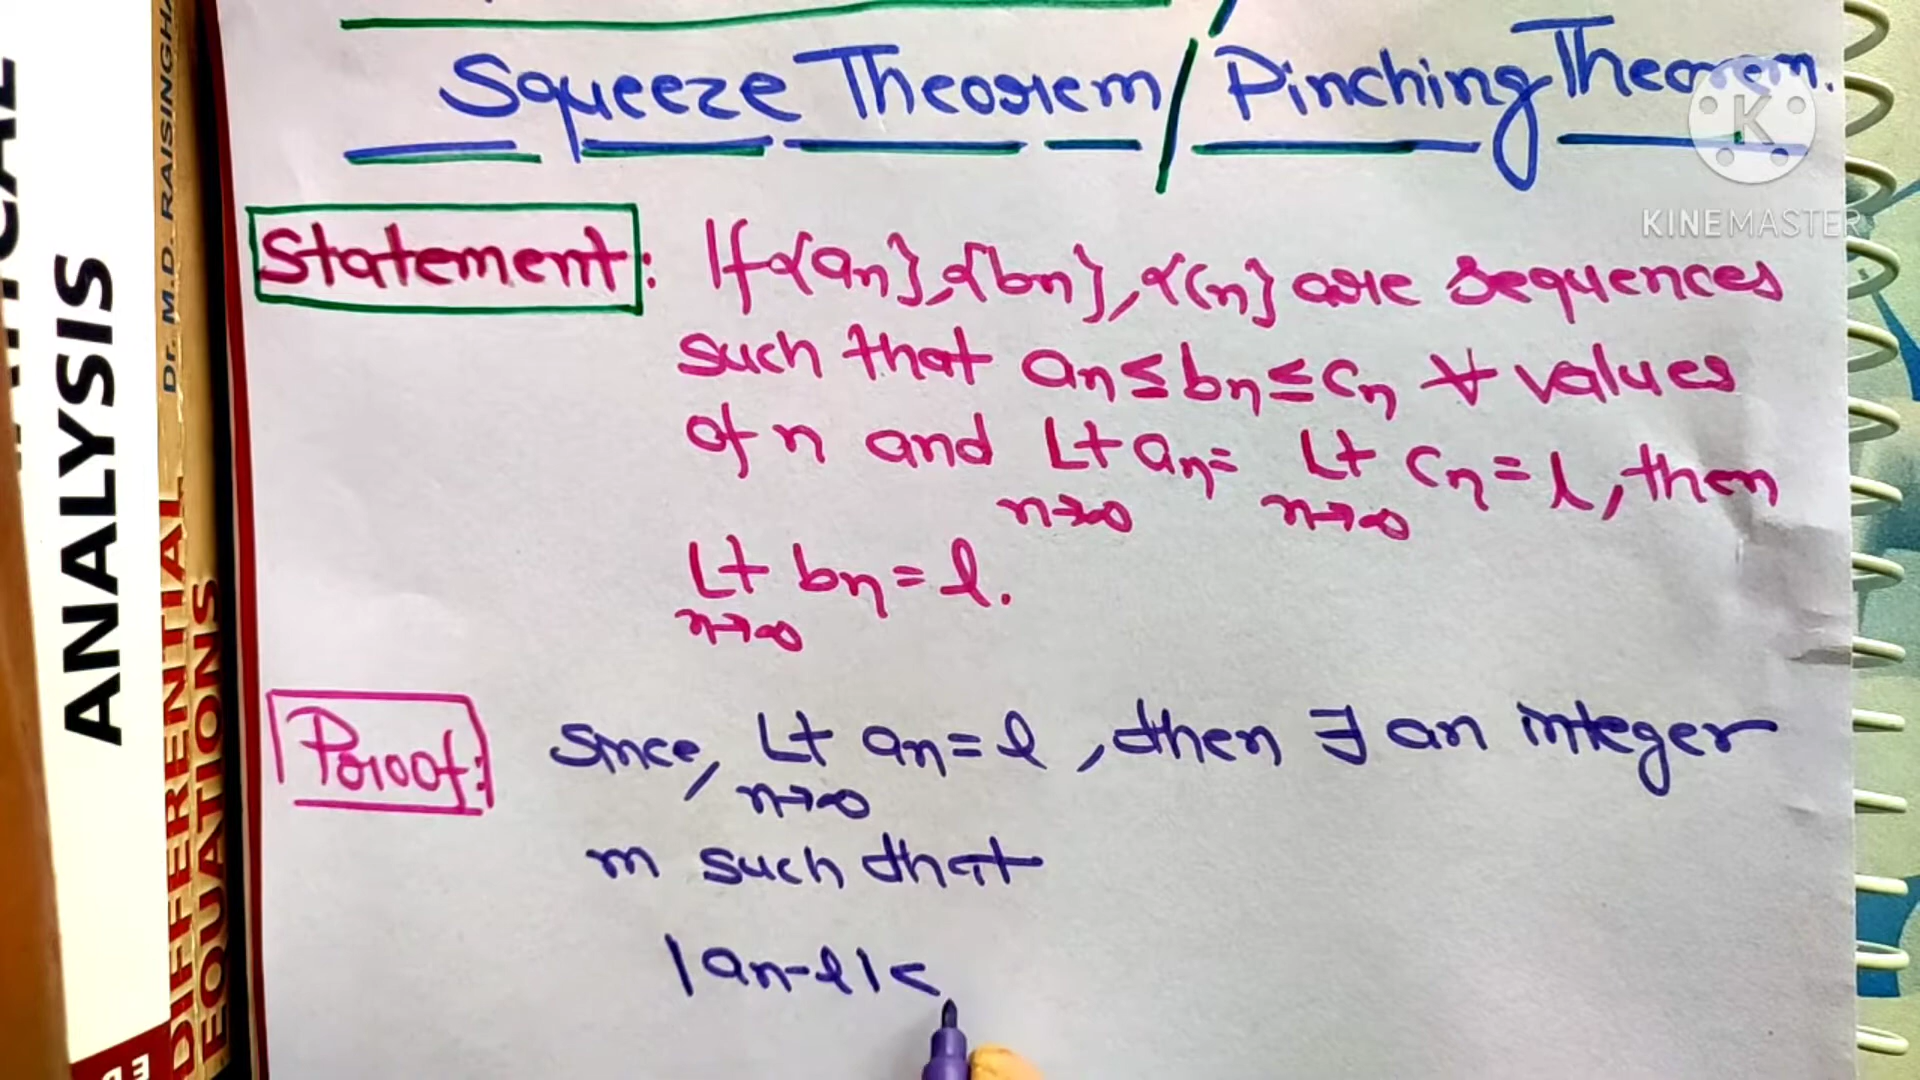 Squeeze Theorem / Pinching Theorem.
K
KINEMASTER
Statement: If {an}, {bn}, {cn} are sequences
such that an ≤ bn ≤ cn ∀ values
of n and Lt an = Lt cn = l, then
n→∞ n→∞
Lt bn = l.
n→∞
Proof: Since, Lt an = l, then ∃ an integer
n→∞
m such that
|an-l| <
ANALYSIS
Dr. M.D. RAISINGHA
DIFFERENTIAL
EQUATIONS